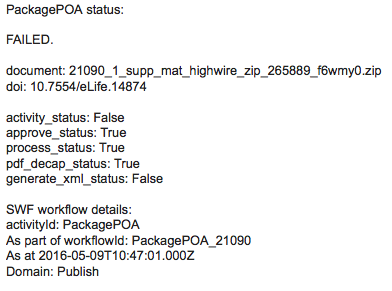 PackagePOA status:
FAILED.
document: 21090_1_supp_mat_highwire_zip_265889_f6wmy0.zip
doi: 10.7554/eLife.14874
activity_status: False
approve_status: True
process_status: True
pdf_decap_status: True
generate_xml_status: False
SWF workflow details:
activityId: PackagePOA
As part of workflowId: PackagePOA_21090
As at 2016-05-09T10:47:01.000Z
Domain: Publish